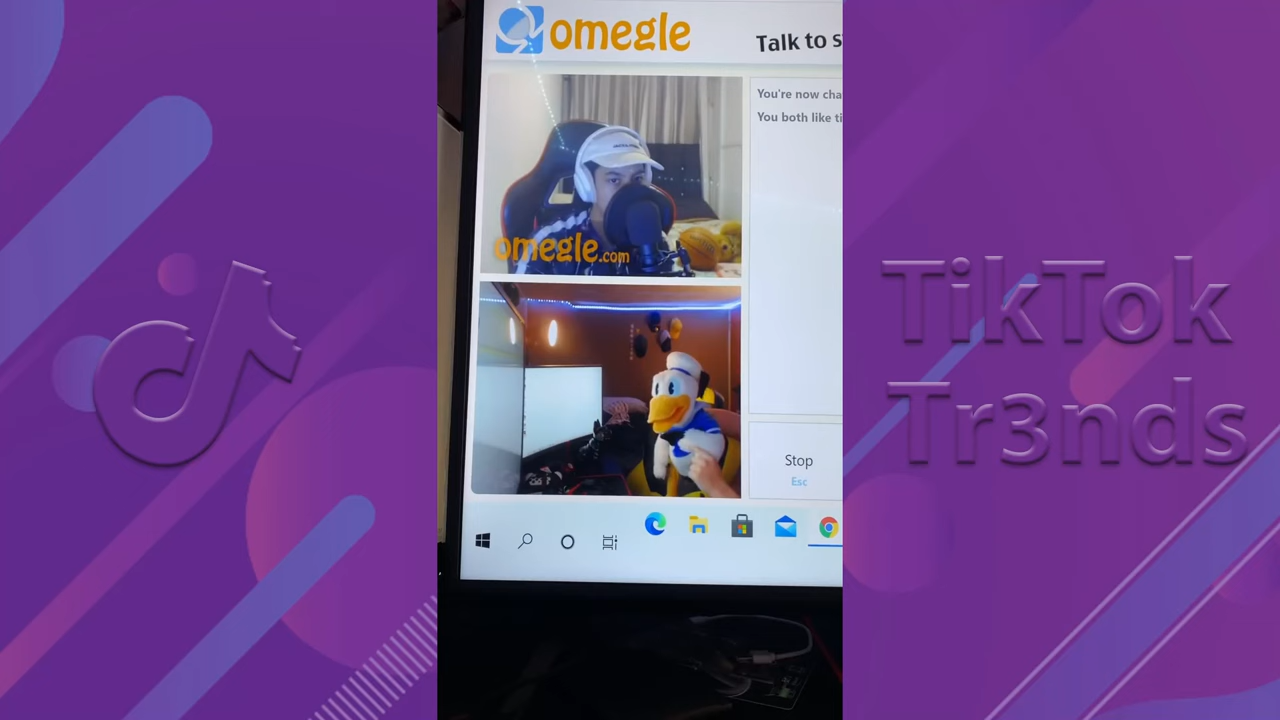 omegle
Talk to s
You're now cha
You both like ti
omegle.com
Stop
Esc
TikTok
Tr3nds